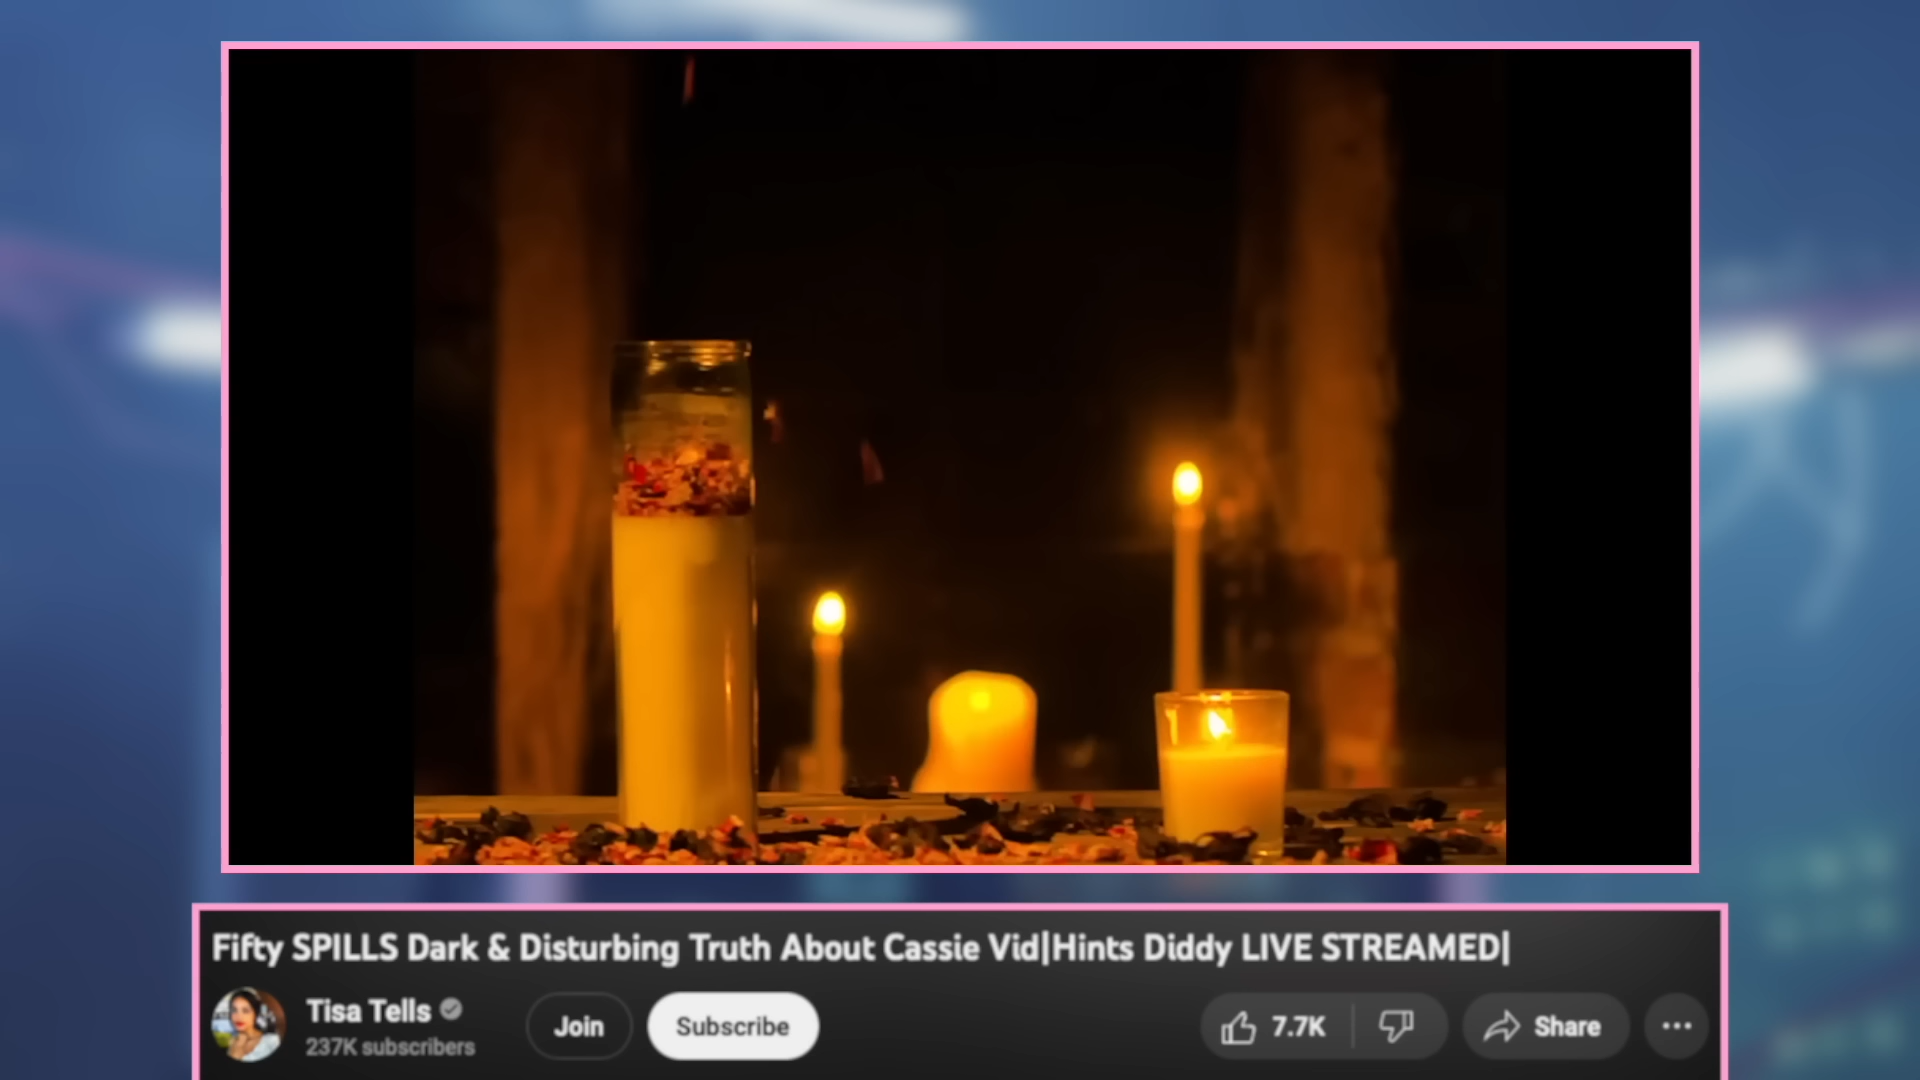 Fifty SPILLS Dark & Disturbing Truth About Cassie Vid|Hints Diddy LIVE STREAMED|
Tisa Tells
237K subscribers
Join
Subscribe
7.7K
Share